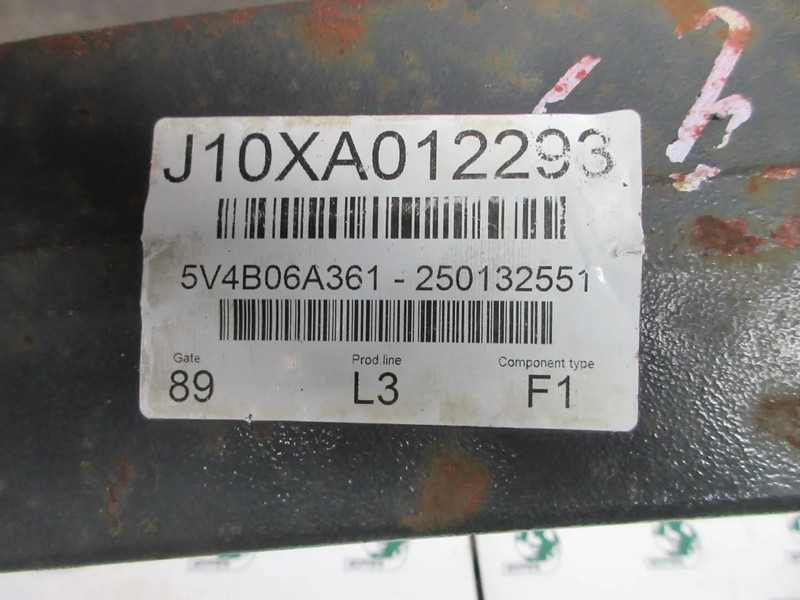 J10XA012293
5V4B06A361 - 250132551
Gate Prod.line Component type
89 L3 F1